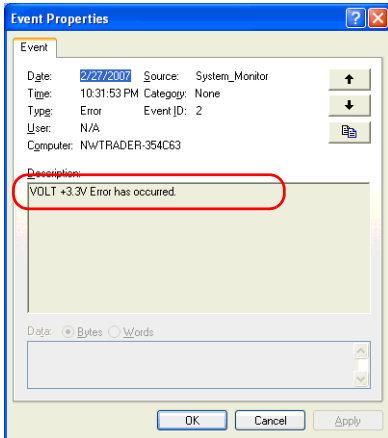 Event Properties
Event
Date: 2/27/2007 Source: System_Monitor
Time: 10:31:53 PM Category: None
Type: Error Event ID: 2
User: N/A
Computer: NWTRADER-354C63
Description:
VOLT +3.3V Error has occurred.
Data: Bytes Words
OK Cancel Apply